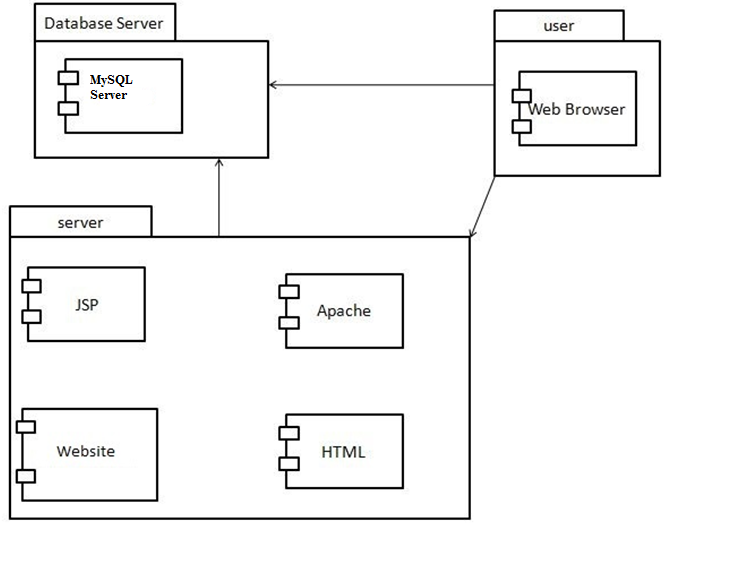 Database Server
MySQL
Server
user
Web Browser
server
JSP
Apache
Website
HTML